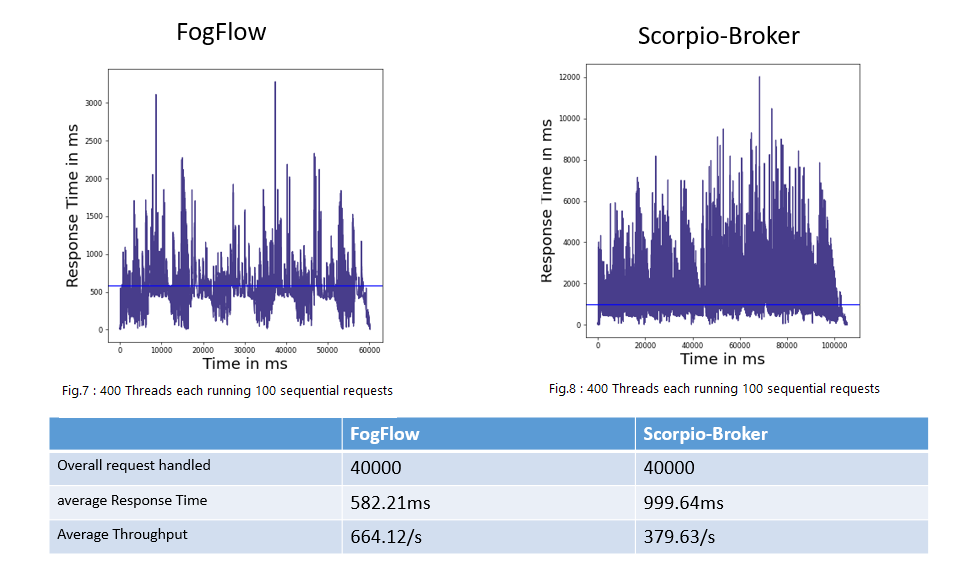 FogFlow
Scorpio-Broker
3000
2500
2000
1500
1000
500
0
Response Time in ms
0 10000 20000 30000 40000 50000 60000
Time in ms
Fig.7 : 400 Threads each running 100 sequential requests
12000
10000
8000
6000
4000
2000
0
Response Time in ms
0 20000 40000 60000 80000 100000
Time in ms
Fig.8 : 400 Threads each running 100 sequential requests
FogFlow Scorpio-Broker
Overall request handled 40000 40000
average Response Time 582.21ms 999.64ms
Average Throughput 664.12/s 379.63/s